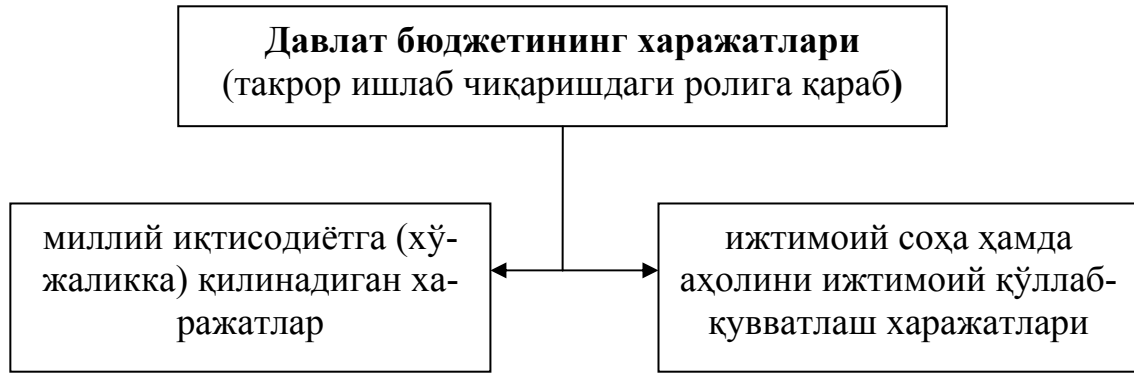 Давлат бюджетининг харажатлари
(такрор ишлаб чиқаришдаги ролига қараб)
миллий иқтисодиётга (хў-
жаликка) қилинадиган ха-
ражатлар
ижтимоий соҳа ҳамда
аҳолини ижтимоий қўллаб-
қувватлаш харажатлари